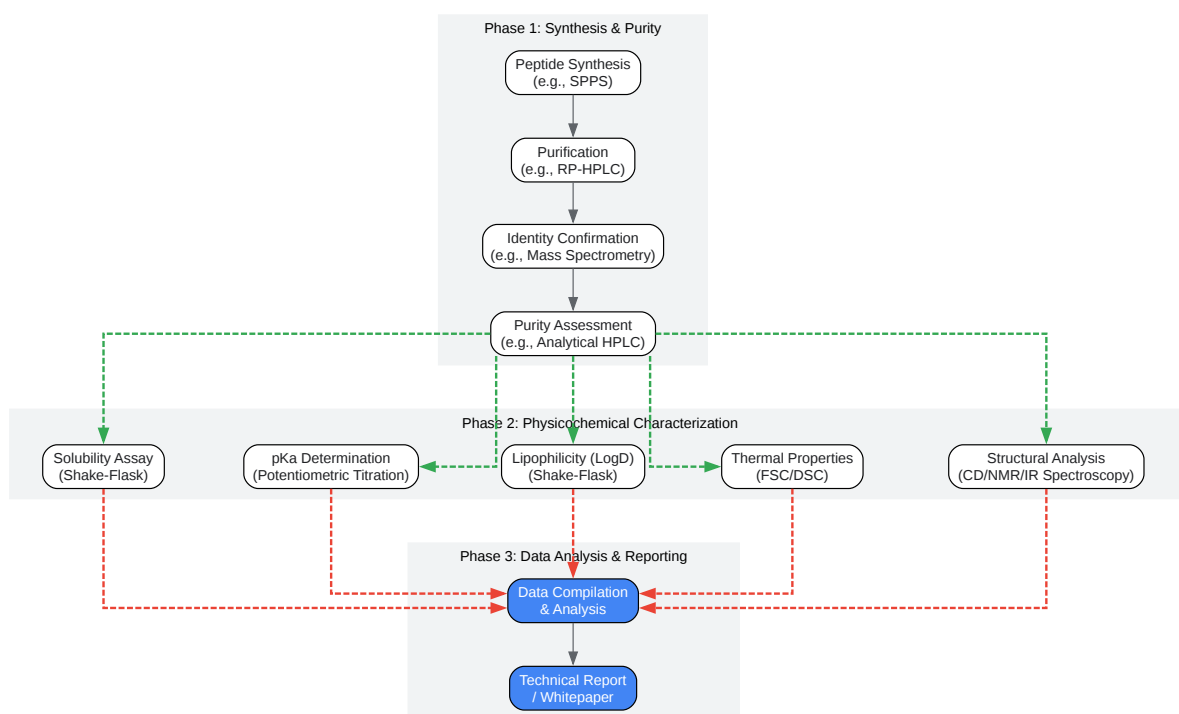 Phase 1: Synthesis & Purity
Peptide Synthesis
(e.g., SPPS)
Purification
(e.g., RP-HPLC)
Identity Confirmation
(e.g., Mass Spectrometry)
Purity Assessment
(e.g., Analytical HPLC)
Phase 2: Physicochemical Characterization
Solubility Assay
(Shake-Flask)
pKa Determination
(Potentiometric Titration)
Lipophilicity (LogD)
(Shake-Flask)
Thermal Properties
(FSC/DSC)
Structural Analysis
(CD/NMR/IR Spectroscopy)
Phase 3: Data Analysis & Reporting
Data Compilation
& Analysis
Technical Report
/ Whitepaper